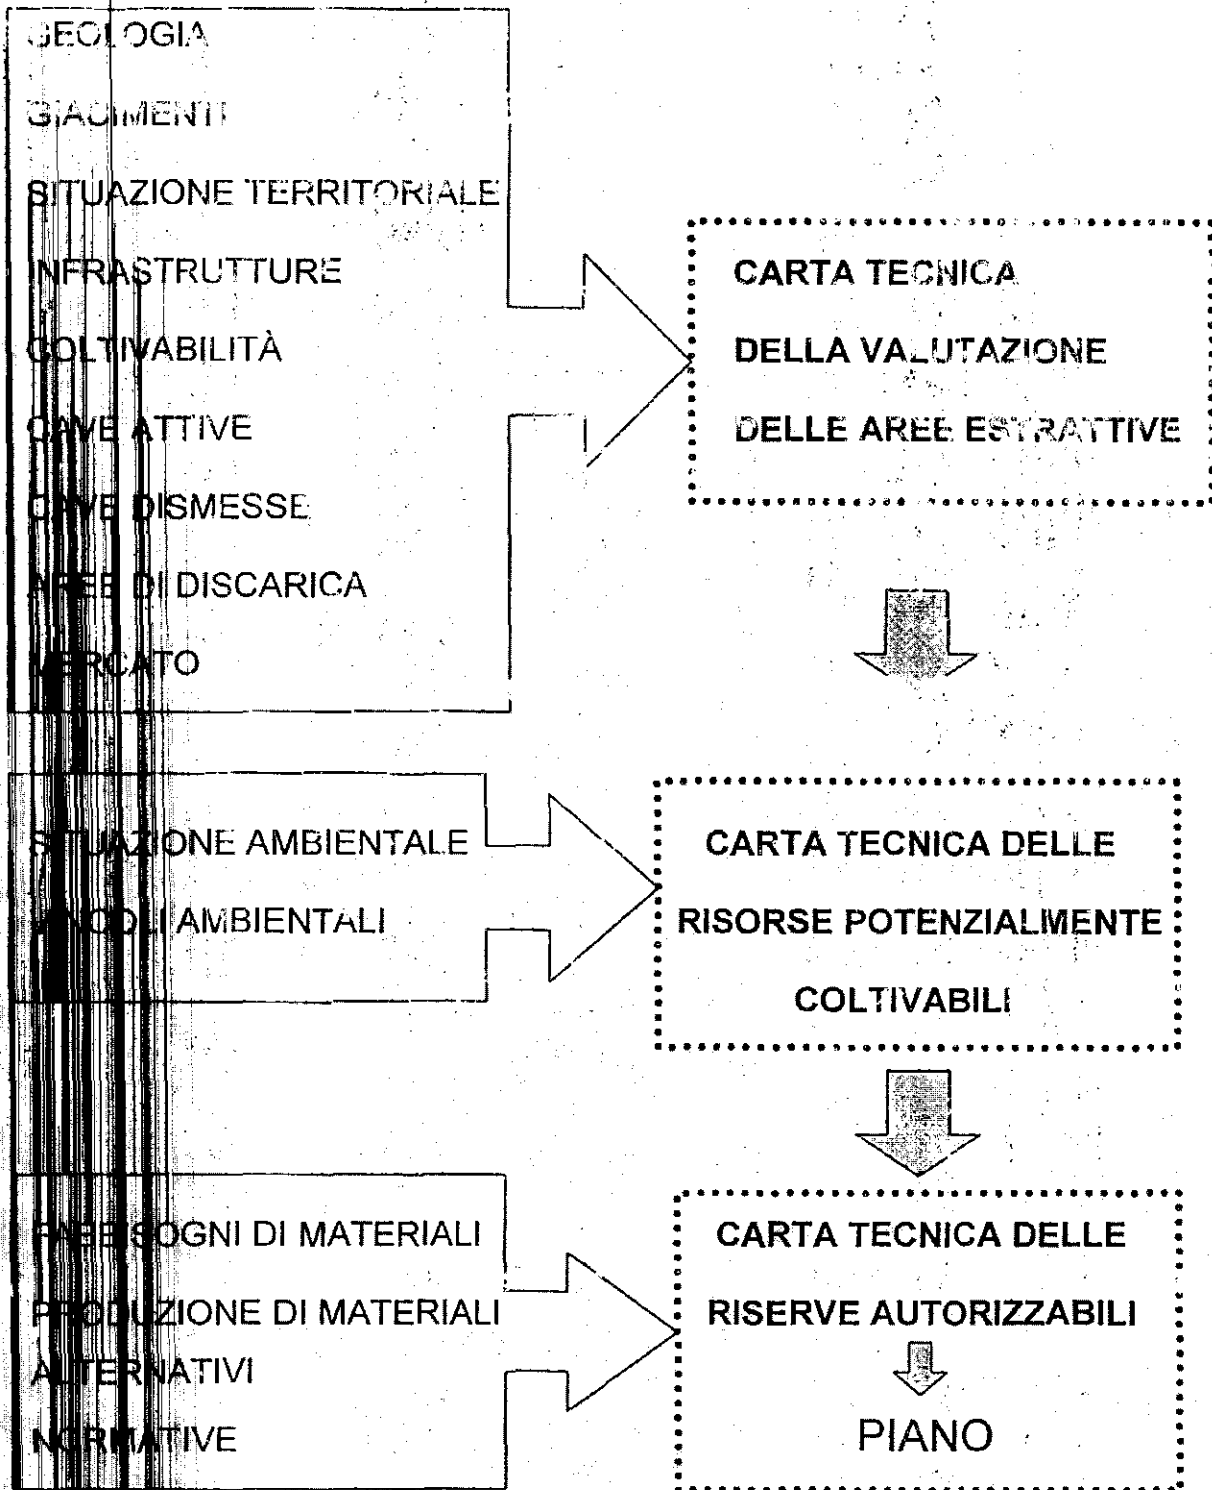 GEOLOGIA
GIACIMENTI
SITUAZIONE TERRITORIALE
INFRASTRUTTURE
COLTIVABILITÀ
CAVE ATTIVE
CAVE DISMESSE
AREE DI DISCARICA
MERCATO
CARTA TECNICA
DELLA VALUTAZIONE
DELLE AREE ESTRATTIVE
SITUAZIONE AMBIENTALE
VINCOLI AMBIENTALI
CARTA TECNICA DELLE
RISORSE POTENZIALMENTE
COLTIVABILI
FABBISOGNI DI MATERIALI
PRODUZIONE DI MATERIALI
ALTERNATIVI
NORMATIVE
CARTA TECNICA DELLE
RISERVE AUTORIZZABILI
PIANO